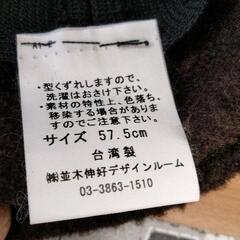 ・型くずれしますので、
洗濯はおさけ下さい。
・素材の特性上、色落ち、
移染する場合がありますので
ご注意下さい。
サイズ 57.5cm
台湾製
㈱並木伸好デザインルーム
03-3863-1510